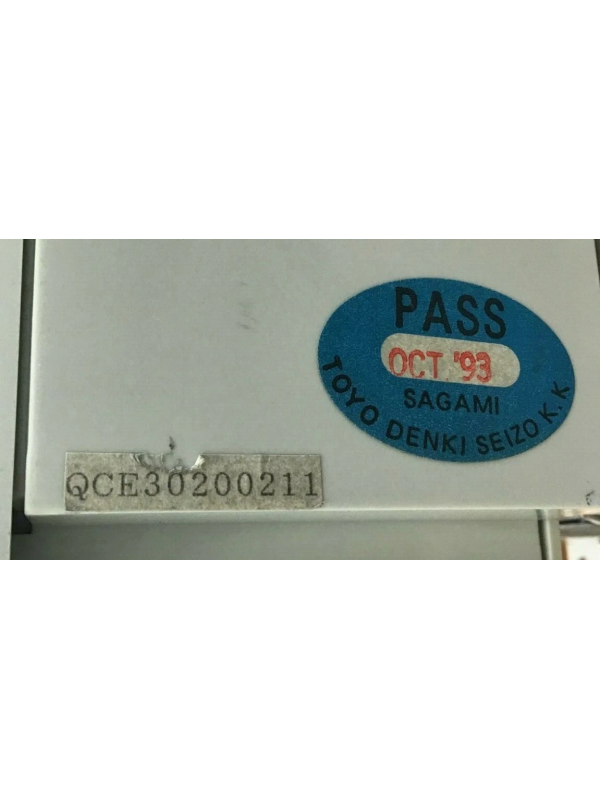 PASS
OCT '93
SAGAMI
TOYO DENKI SEIZO K.K
QCE30200211